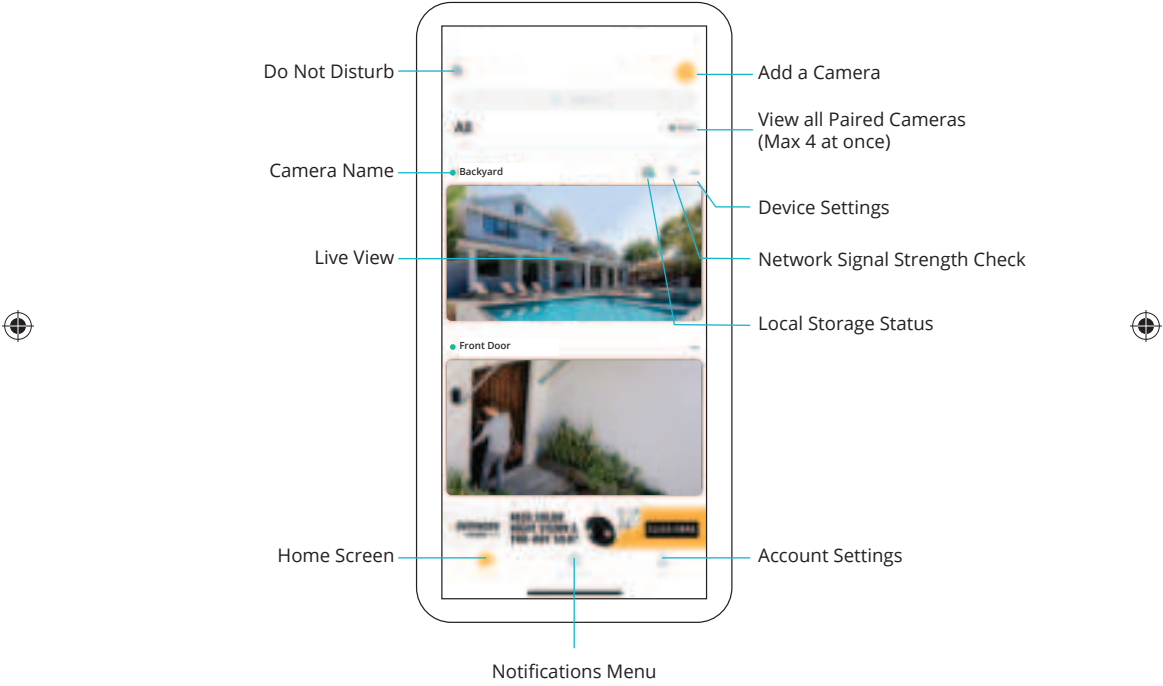 Do Not Disturb
Add a Camera
All
View all Paired Cameras
(Max 4 at once)
Camera Name
Backyard
Device Settings
Live View
Network Signal Strength Check
Local Storage Status
Front Door
Home Screen
Account Settings
Notifications Menu